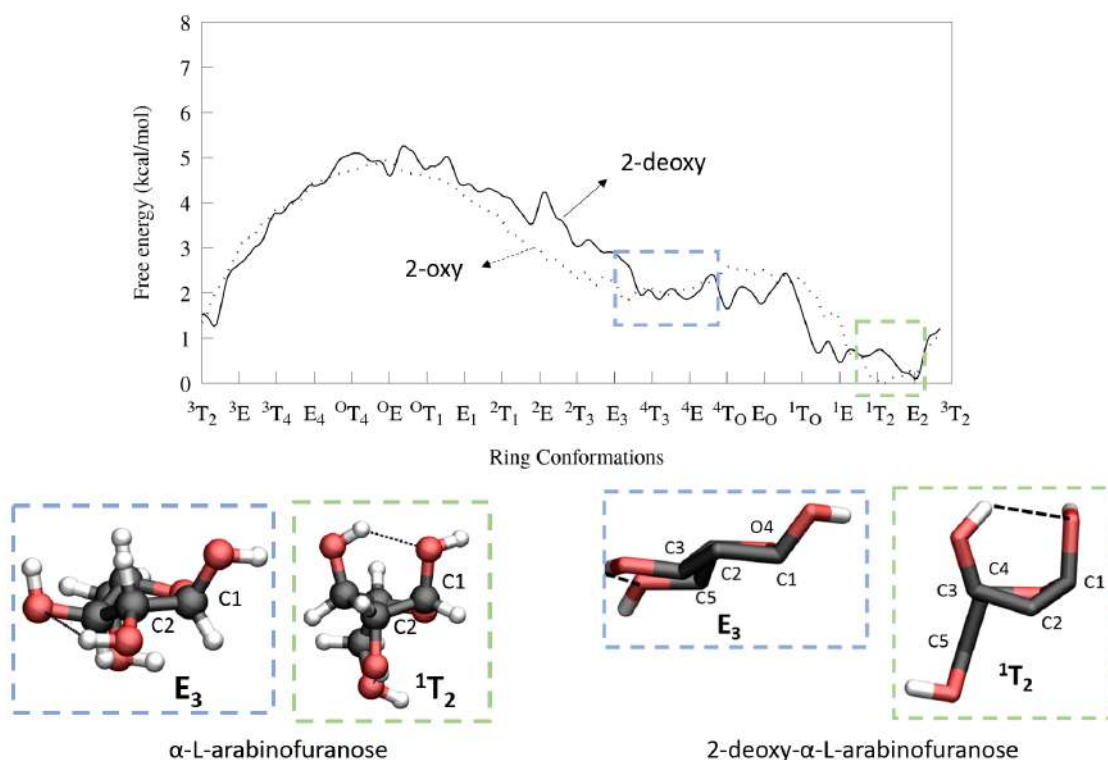 8
7
6
5
4
3
2
1
0
Free energy (kcal/mol)
2-deoxy
2-oxy
³T₂ ³E ³T₄ E₄ ᴼT₄ ᴼE ᴼT₁ E₁ ²T₁ ²E ²T₃ E₃ ⁴T₃ ⁴E ⁴Tₒ Eₒ ¹Tₒ ¹E ¹T₂ E₂ ³T₂
Ring Conformations
C1
C2
E₃
C1
C2
¹T₂
α-L-arabinofuranose
O4
C3
C2
C1
C5
E₃
C4
C3
C1
C2
C5
¹T₂
2-deoxy-α-L-arabinofuranose